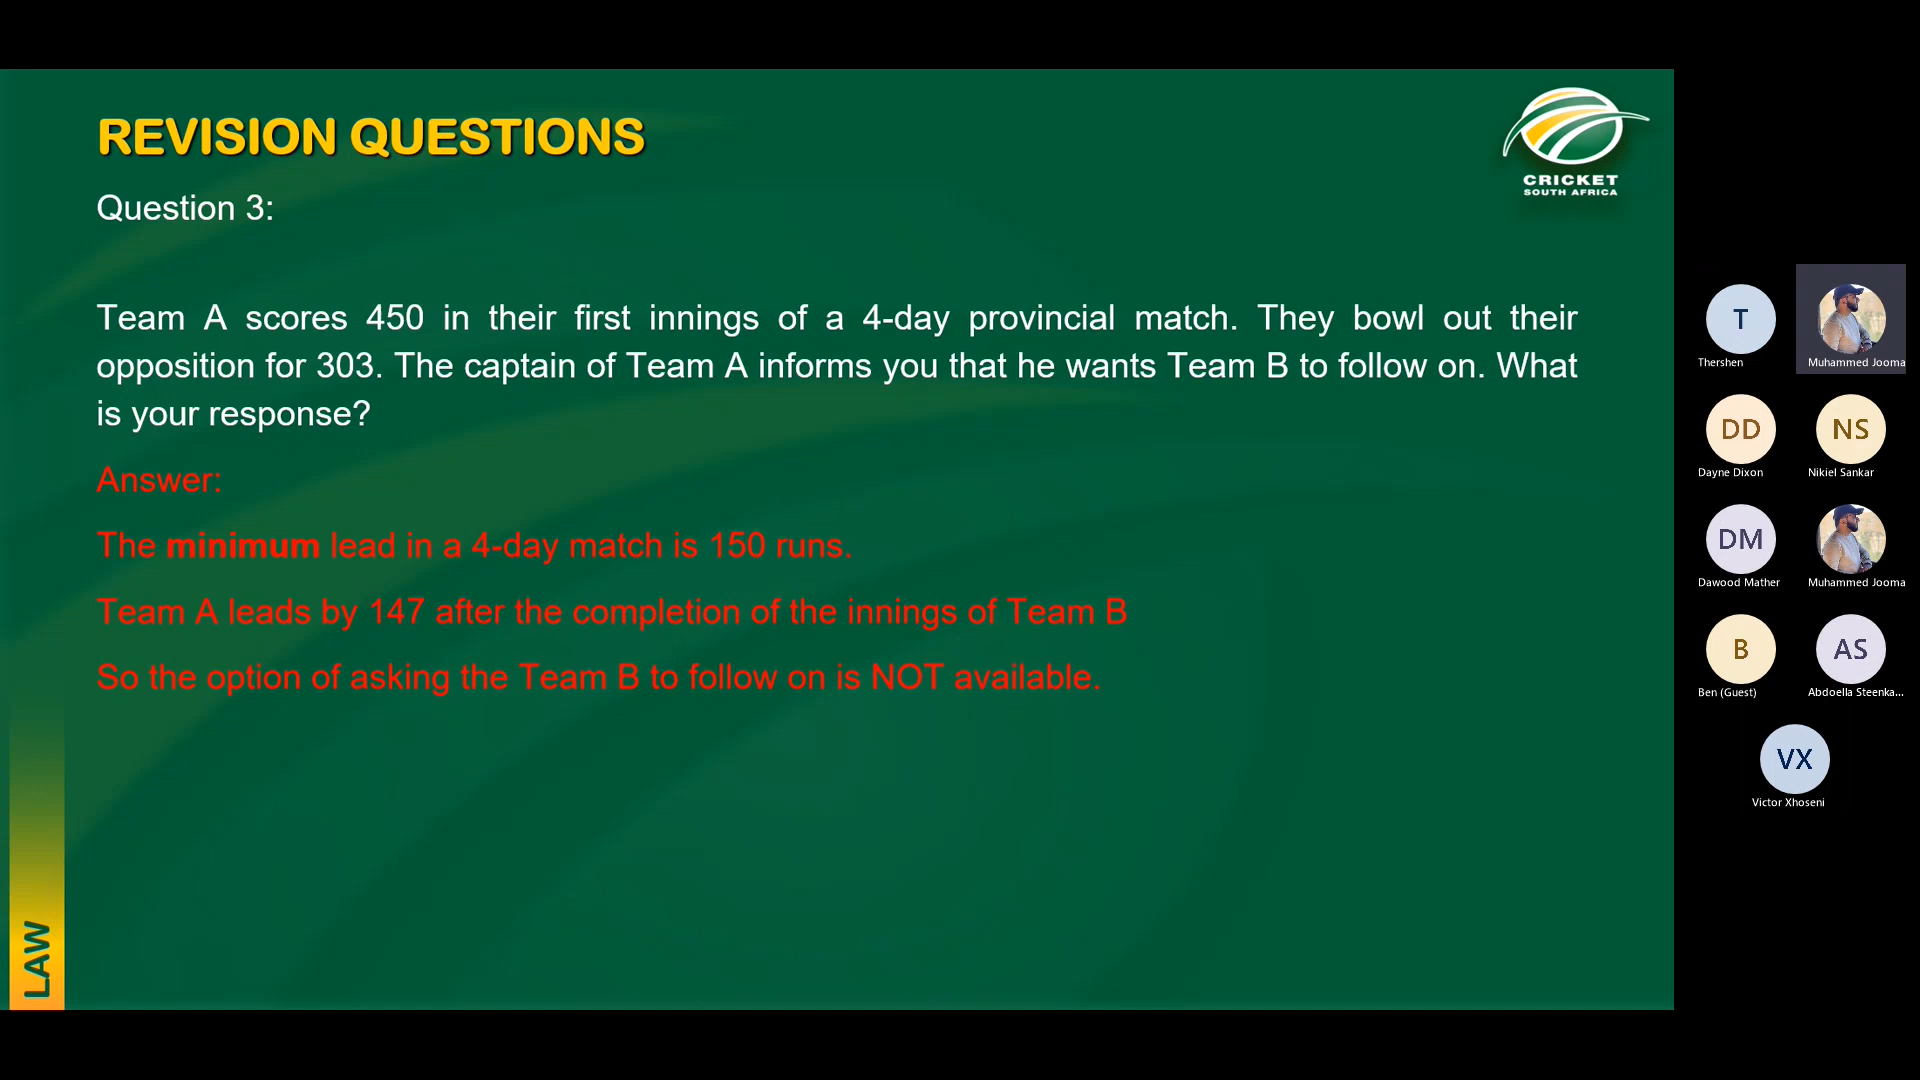 REVISION QUESTIONS
CRICKET
SOUTH AFRICA
Question 3:
Team A scores 450 in their first innings of a 4-day provincial match. They bowl out their
opposition for 303. The captain of Team A informs you that he wants Team B to follow on. What
is your response?
Answer:
The minimum lead in a 4-day match is 150 runs.
Team A leads by 147 after the completion of the innings of Team B
So the option of asking the Team B to follow on is NOT available.
LAW
T
Thershen
Muhammed Jooma
DD
Dayne Dixon
NS
Nikiel Sankar
DM
Dawood Mather
Muhammed Jooma
B
Ben (Guest)
AS
Abdoella Steenka...
VX
Victor Xhoseni